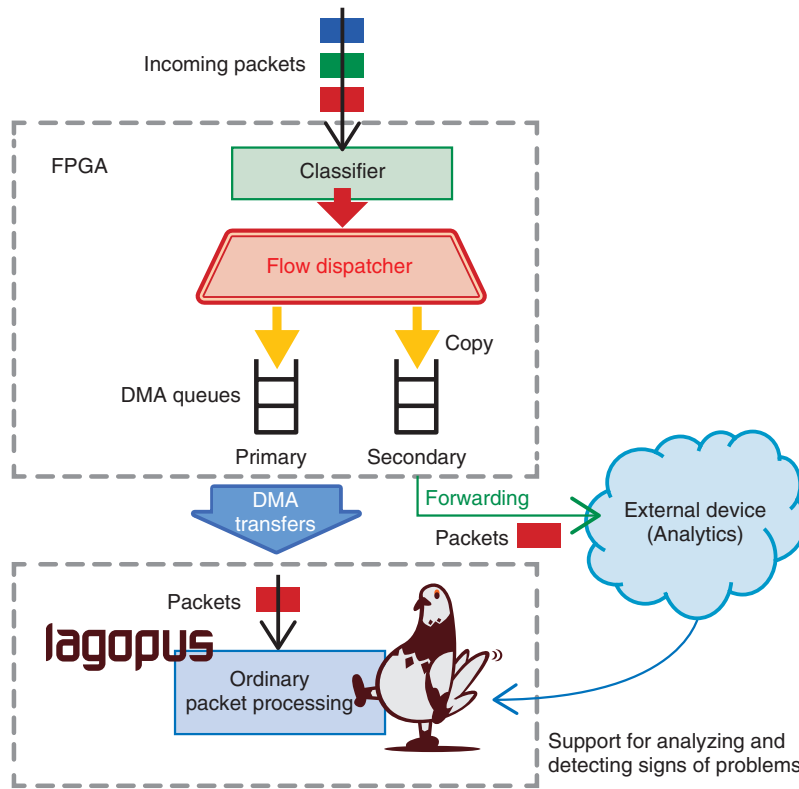 Incoming packets
FPGA
Classifier
Flow dispatcher
Copy
DMA queues
Primary
Secondary
DMA
transfers
Forwarding
Packets
External device
(Analytics)
Packets
lagopus
Ordinary
packet processing
Support for analyzing and
detecting signs of problems